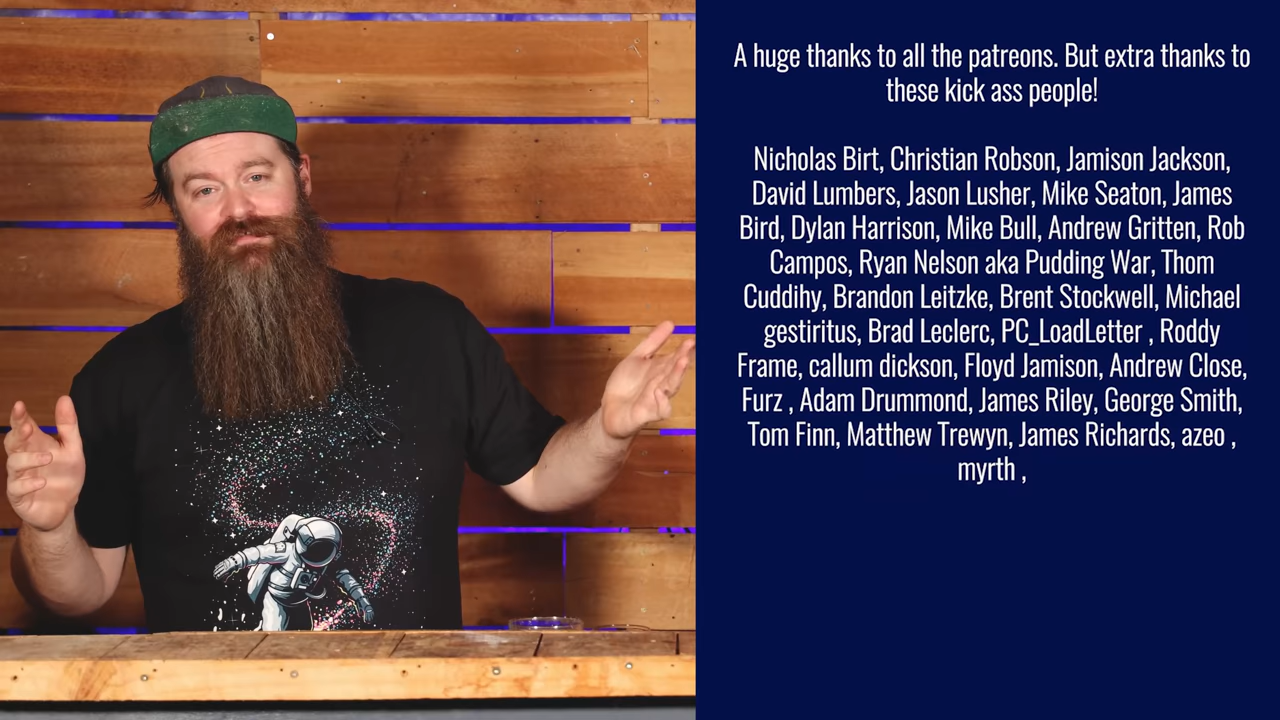 A huge thanks to all the patreons. But extra thanks to
these kick ass people!
Nicholas Birt, Christian Robson, Jamison Jackson,
David Lumbers, Jason Lusher, Mike Seaton, James
Bird, Dylan Harrison, Mike Bull, Andrew Gritten, Rob
Campos, Ryan Nelson aka Pudding War, Thom
Cuddihy, Brandon Leitzke, Brent Stockwell, Michael
gestiritus, Brad Leclerc, PC_LoadLetter , Roddy
Frame, callum dickson, Floyd Jamison, Andrew Close,
Furz , Adam Drummond, James Riley, George Smith,
Tom Finn, Matthew Trewyn, James Richards, azeo ,
myrth ,